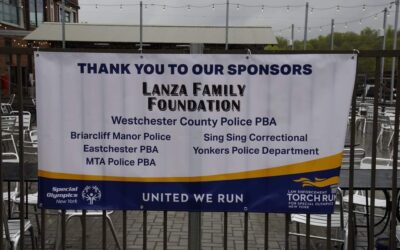 THANK YOU TO OUR SPONSORS
LANZA FAMILY
FOUNDATION
Westchester County Police PBA
Briarcliff Manor Police
Sing Sing Correctional
Eastchester PBA
Yonkers Police Department
MTA Police PBA
Special
Olympics
New York
UNITED WE RUN
LAW ENFORCEMENT
TORCH RUN
FOR SPECIAL OLYMPICS
NEW YORK